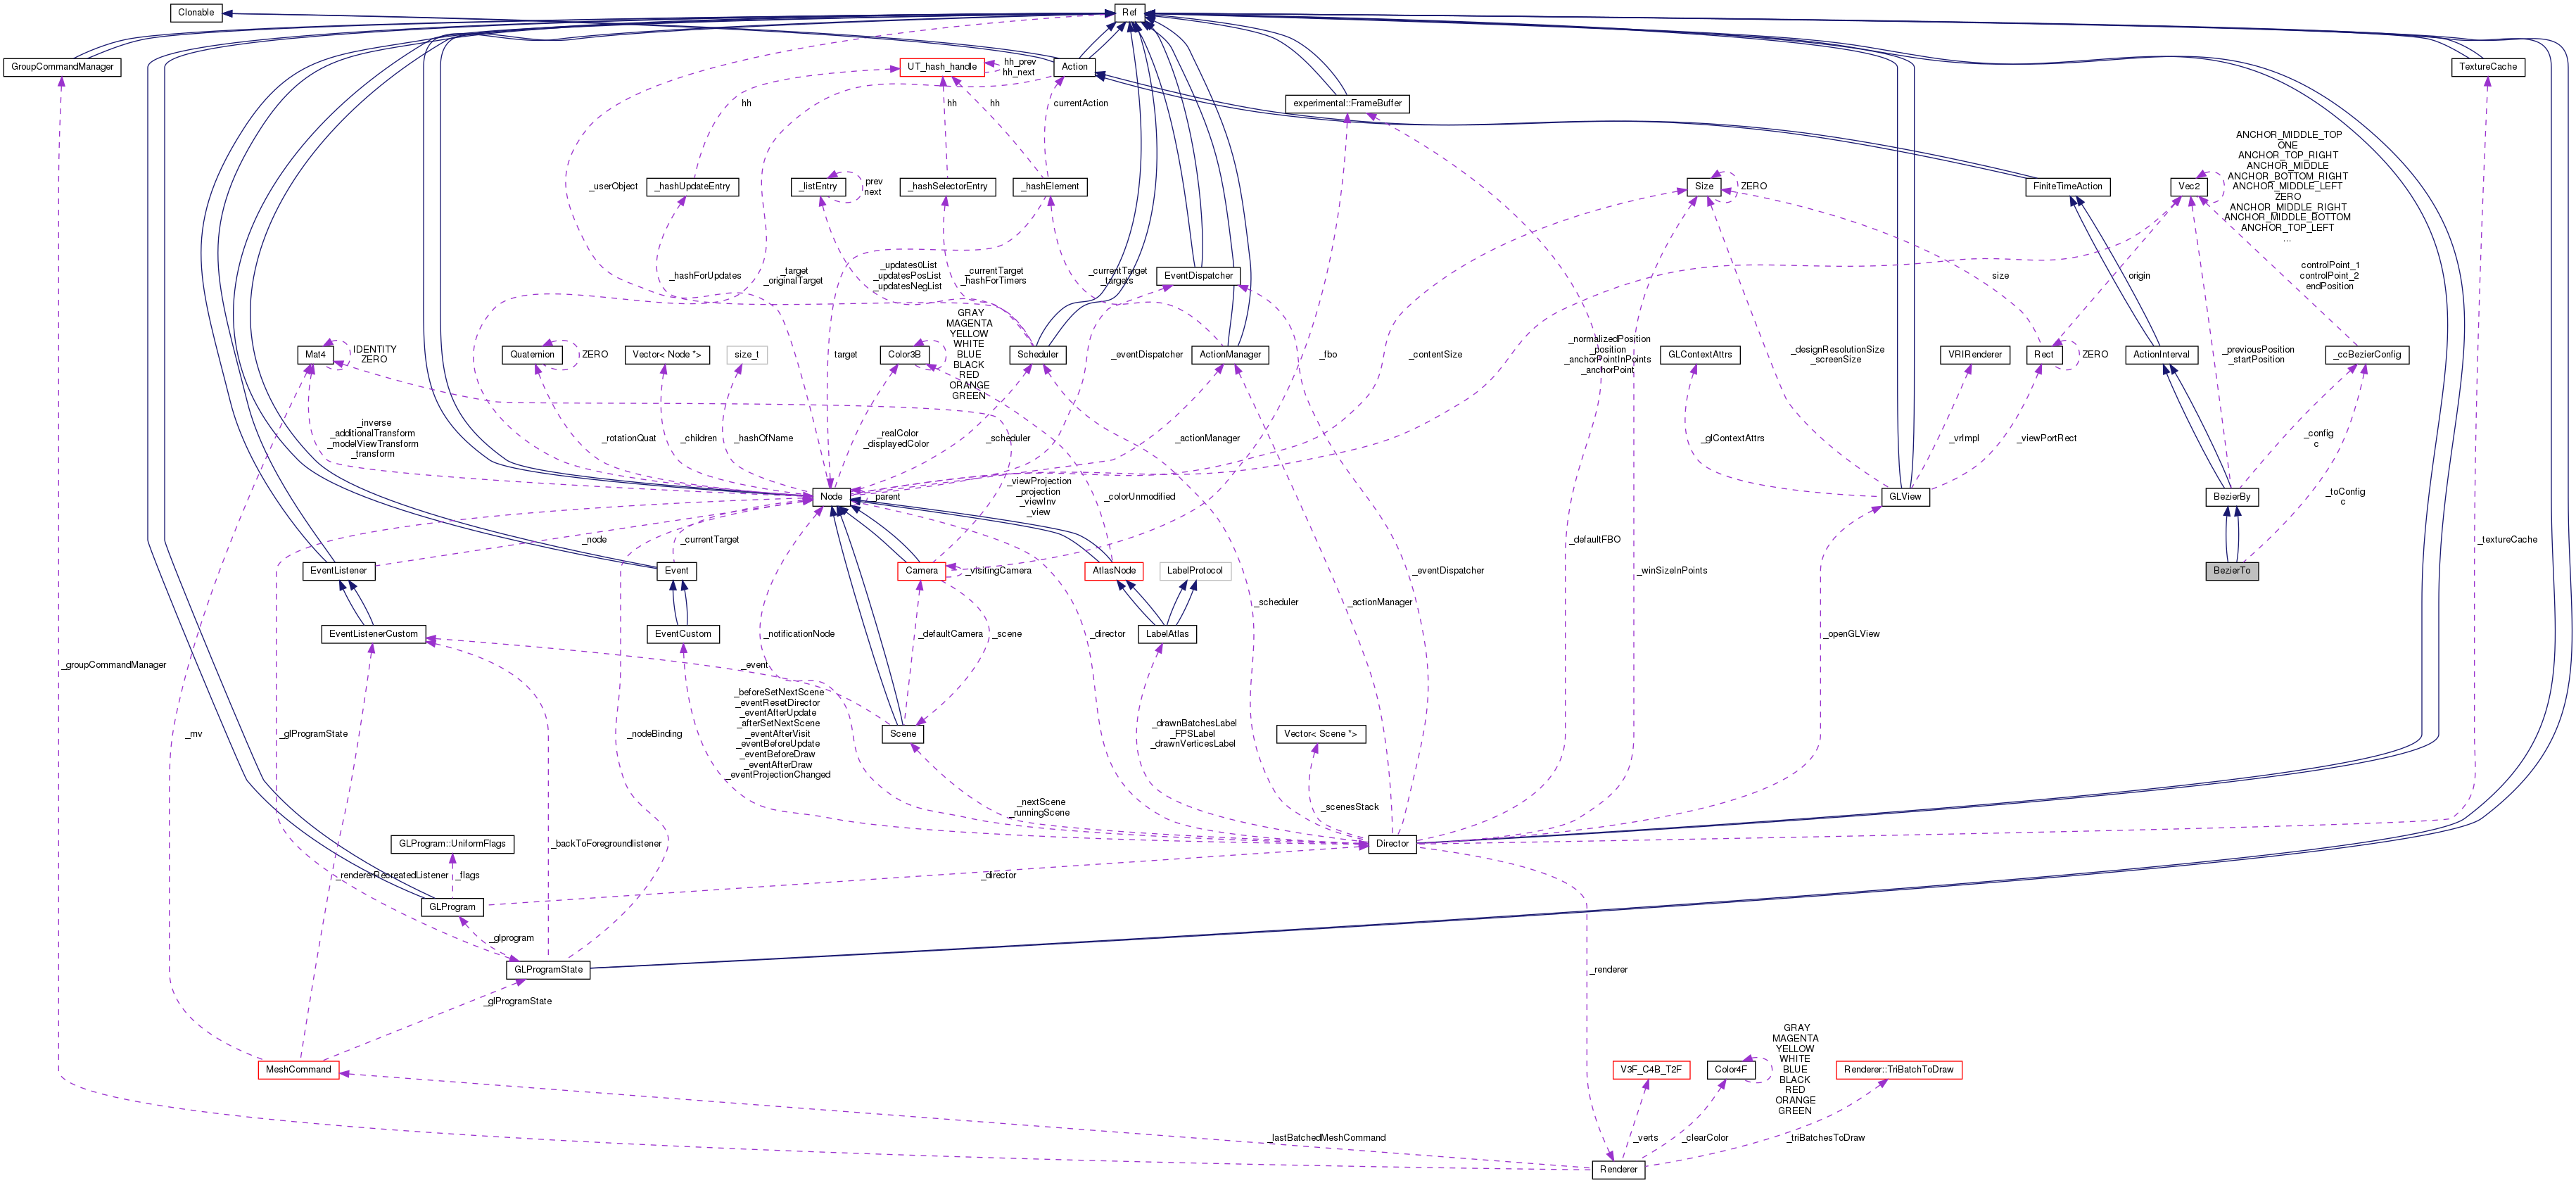 Clonable
Ref
GroupCommandManager
UT_hash_handle
hh_prev
hh_next
Action
TextureCache
hh
hh
hh
currentAction
experimental::FrameBuffer
ANCHOR_MIDDLE_TOP
ONE
ANCHOR_TOP_RIGHT
ANCHOR_MIDDLE
ANCHOR_BOTTOM_RIGHT
ANCHOR_MIDDLE_LEFT
ZERO
ANCHOR_MIDDLE_RIGHT
ANCHOR_MIDDLE_BOTTOM
ANCHOR_TOP_LEFT
...
_userObject
_hashUpdateEntry
_listEntry
prev
next
_hashSelectorEntry
_hashElement
Size
ZERO
FiniteTimeAction
Vec2
_hashForUpdates
_target
_originalTarget
_updates0List
_updatesPosList
_updatesNegList
_currentTarget
_hashForTimers
_currentTarget
_targets
EventDispatcher
size
origin
controlPoint_1
controlPoint_2
endPosition
Mat4
IDENTITY
ZERO
Quaternion
ZERO
Vector< Node *>
size_t
target
Color3B
GRAY
MAGENTA
YELLOW
WHITE
BLUE
BLACK
RED
ORANGE
GREEN
Scheduler
_eventDispatcher
ActionManager
_fbo
_contentSize
_normalizedPosition
_position
_anchorPointInPoints
_anchorPoint
GLContextAttrs
_designResolutionSize
_screenSize
VRIRenderer
Rect
ZERO
ActionInterval
_previousPosition
_startPosition
_ccBezierConfig
_inverse
_additionalTransform
_modelViewTransform
_transform
_rotationQuat
_children
_hashOfName
_realColor
_displayedColor
_scheduler
_actionManager
_glContextAttrs
_vrImpl
_viewPortRect
_config
c
Node
_parent
_viewProjection
_projection
_viewInv
_view
_colorUnmodified
GLView
BezierBy
_toConfig
c
_node
_currentTarget
_defaultFBO
_textureCache
EventListener
Event
Camera
_visitingCamera
AtlasNode
LabelProtocol
_eventDispatcher
_winSizeInPoints
BezierTo
_scheduler
_actionManager
EventListenerCustom
EventCustom
_notificationNode
_defaultCamera
_scene
_director
LabelAtlas
_openGLView
_groupCommandManager
_event
_mv
_glProgramState
_nodeBinding
_beforeSetNextScene
_eventResetDirector
_eventAfterUpdate
_afterSetNextScene
_eventAfterVisit
_eventBeforeUpdate
_eventBeforeDraw
_eventAfterDraw
_eventProjectionChanged
Scene
_drawnBatchesLabel
_FPSLabel
_drawnVerticesLabel
Vector< Scene *>
_nextScene
_runningScene
_scenesStack
GLProgram::UniformFlags
_backToForegroundlistener
Director
_rendererRecreatedListener
_flags
_director
GLProgram
_glprogram
GLProgramState
_renderer
_glProgramState
MeshCommand
V3F_C4B_T2F
Color4F
GRAY
MAGENTA
YELLOW
WHITE
BLUE
BLACK
RED
ORANGE
GREEN
Renderer::TriBatchToDraw
_lastBatchedMeshCommand
_verts
_clearColor
_triBatchesToDraw
Renderer